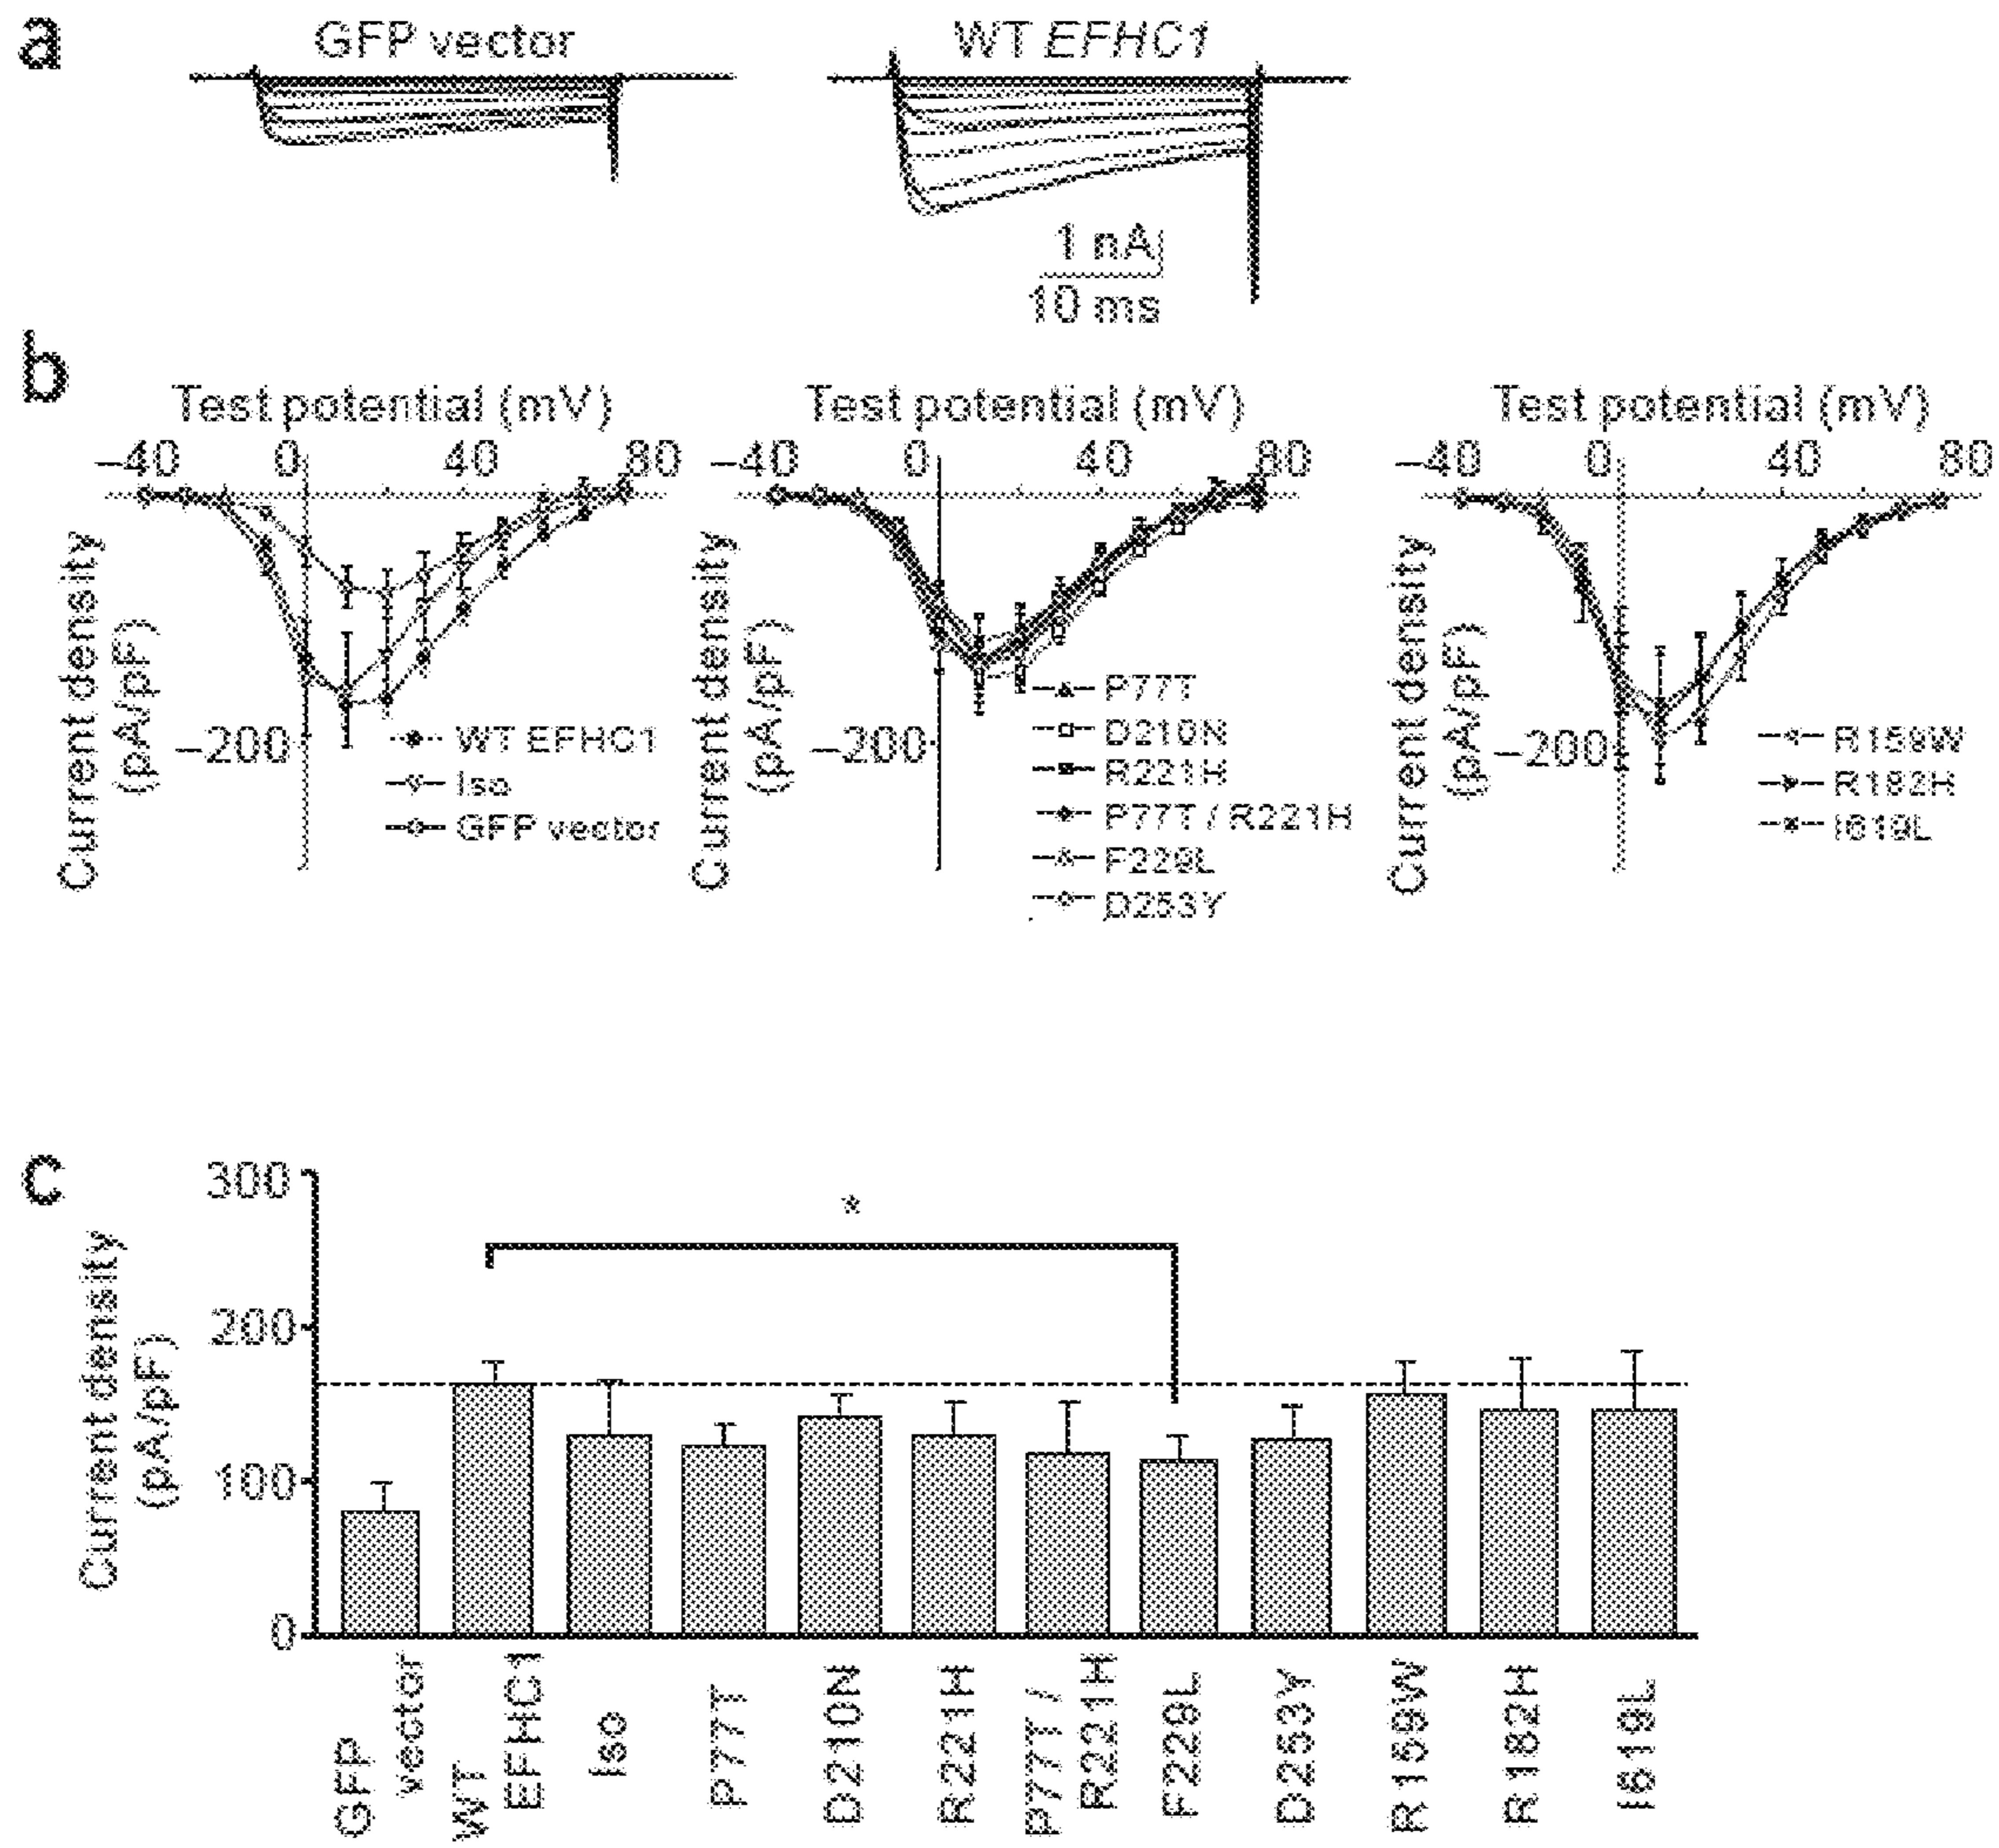 a
GFP vector
WT EFHC1
1 nA
10 ms
b
Test potential (mV)
−40 0 40 80
Current density
(pA/pF)
−200
WT EFHC1
Iso
GFP vector
Test potential (mV)
−40 0 40 80
Current density
(pA/pF)
−200
P77T
D210N
R221H
P77T / R221H
F229L
D253Y
Test potential (mV)
−40 0 40 80
Current density
(pA/pF)
−200
R159W
R182H
I619L
c
Current density
(pA/pF)
300
200
100
0
*
GFP
vector
WT
EFHC1
Iso
P77T
D210N
R221H
P77T /
R221H
F229L
D253Y
R159W
R182H
I619L